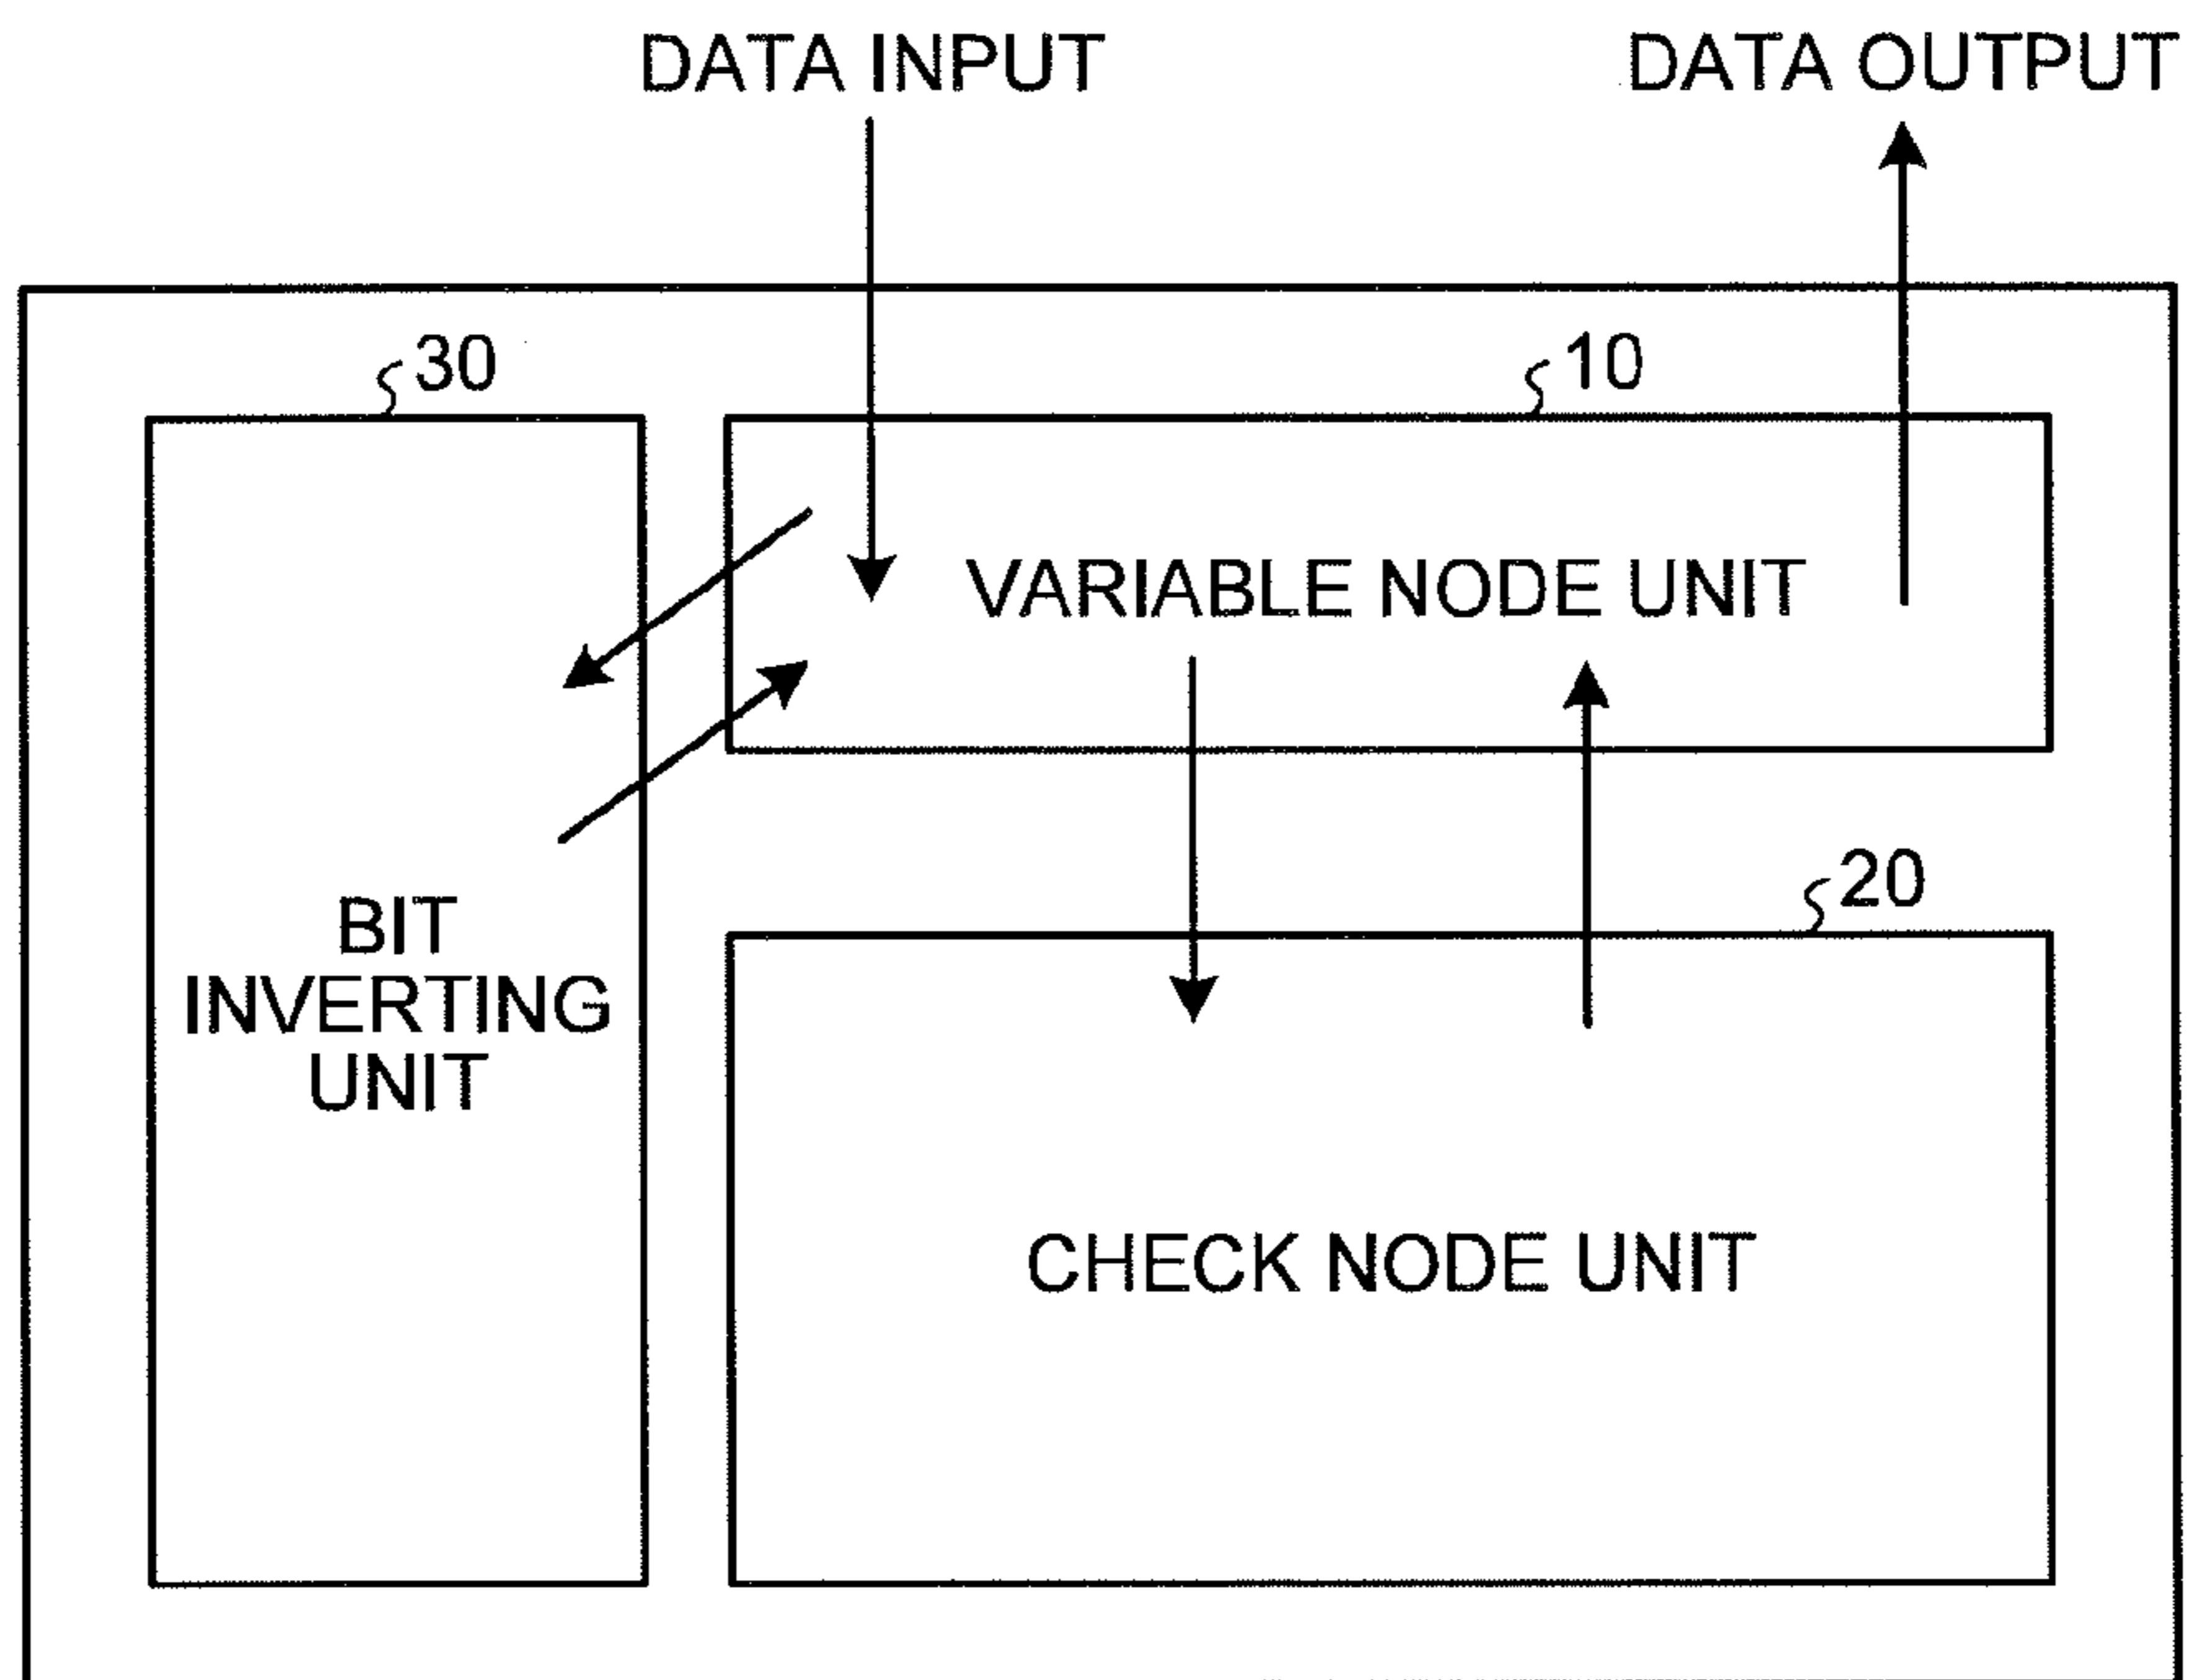 DATA INPUT
DATA OUTPUT
30
10
VARIABLE NODE UNIT
20
BIT
INVERTING
UNIT
CHECK NODE UNIT